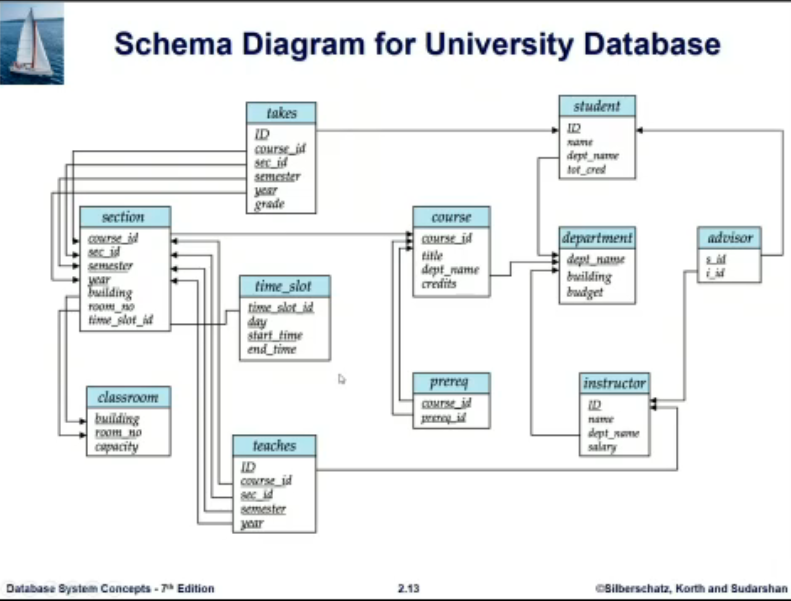 Schema Diagram for University Database
takes
ID
course_id
sec_id
semester
year
grade
student
ID
name
dept_name
tot_cred
section
course_id
sec_id
semester
year
building
room_no
time_slot_id
course
course_id
title
dept_name
credits
department
dept_name
building
budget
advisor
s_id
i_id
time_slot
time_slot_id
day
start_time
end_time
prereq
course_id
prereq_id
instructor
ID
name
dept_name
salary
classroom
building
room_no
capacity
teaches
ID
course_id
sec_id
semester
year
Database System Concepts - 7th Edition
2.13
©Silberschatz, Korth and Sudarshan